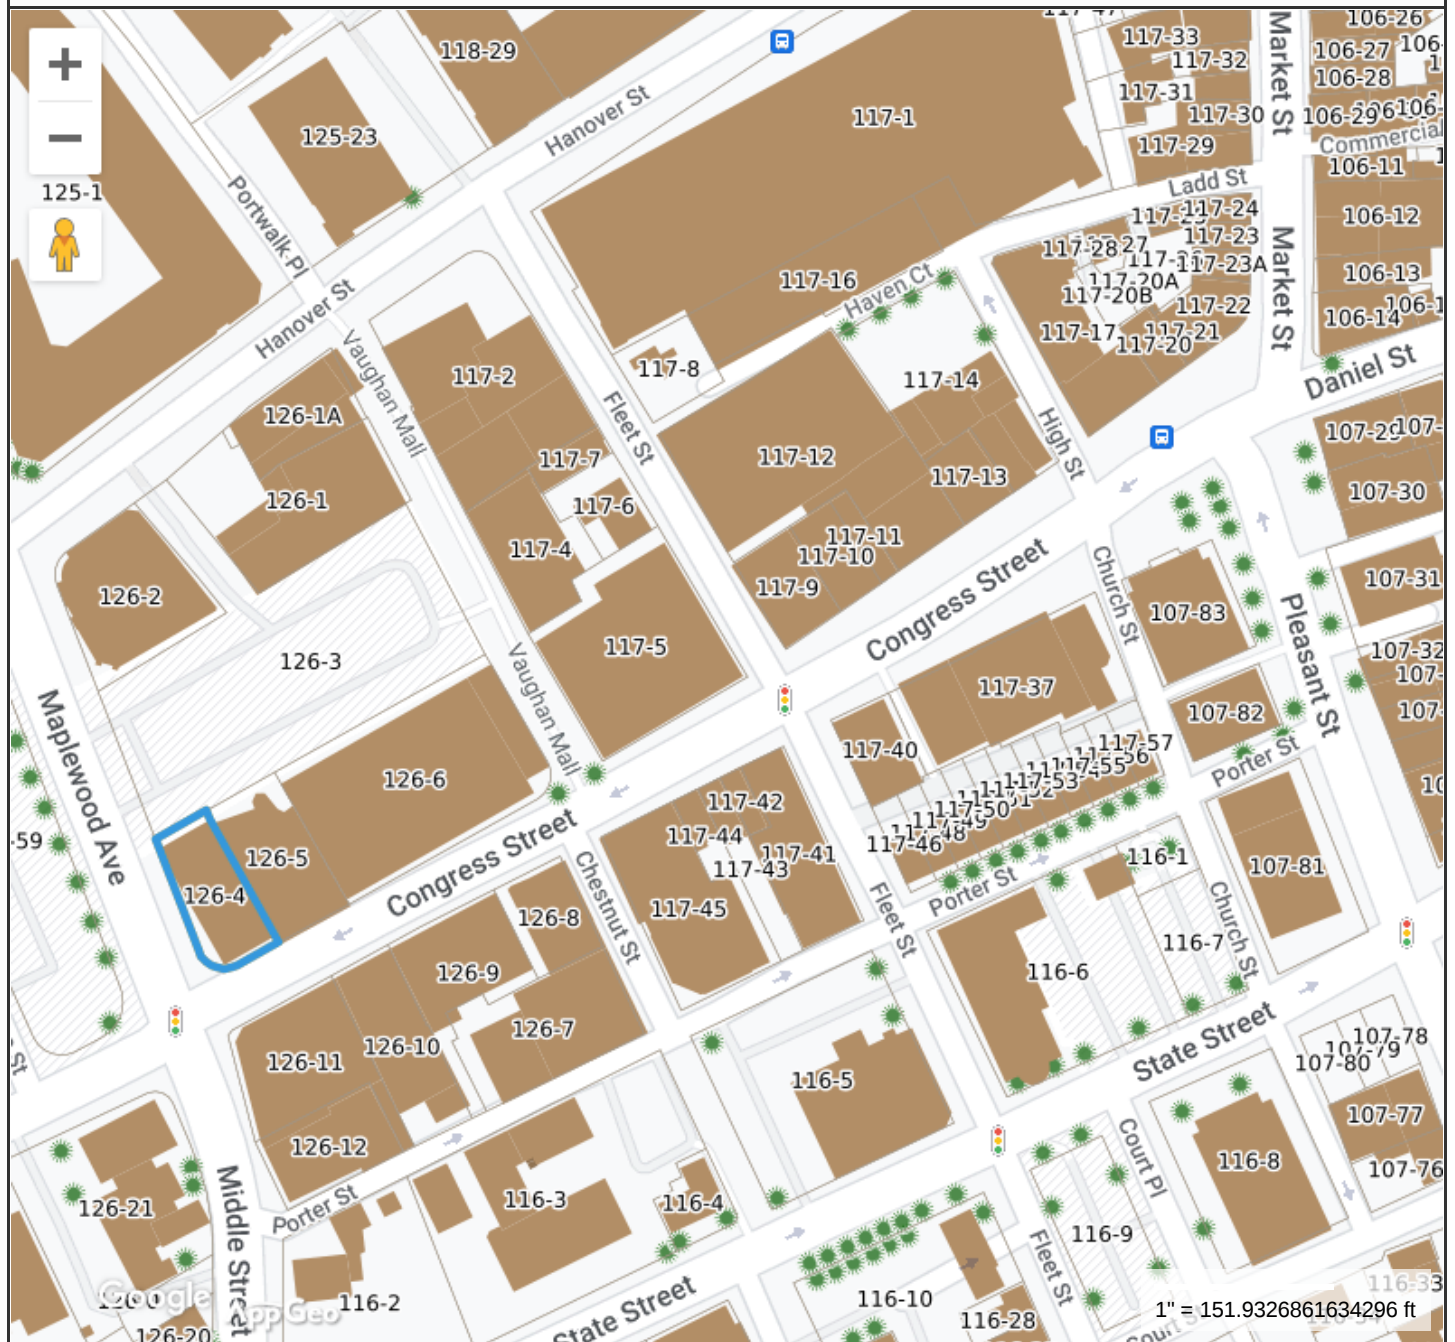 118-29
Hanover St
117-1
117-33
117-32
117-31
117-30
117-29
Market St
106-26
106-27
106-28
106-29
Commercial
106-11
106-12
106-13
106-14
125-23
125-1
Portwalk Pl
Hanover St
Ladd St
117-24
117-23
117-23A
117-28
117-20A
117-20B
117-22
117-17
117-21
117-20
Market St
Daniel St
117-16
Haven Ct
117-8
117-14
117-2
126-1A
Vaughan Mall
Fleet St
High St
117-12
117-13
117-7
117-6
117-4
117-11
117-10
117-9
126-1
107-29
107-30
107-31
126-2
Congress Street
Church St
107-83
Pleasant St
117-5
126-3
Vaughan Mall
107-32
117-37
107-82
Porter St
117-40
117-57
Maplewood Ave
126-6
117-42
117-44
117-41
117-43
117-50
117-46
-59
126-5
126-4
Congress Street
Chestnut St
117-45
Fleet St
Porter St
116-1
Church St
107-81
126-8
126-9
116-7
116-6
126-7
126-10
126-11
State Street
107-78
107-79
107-80
116-5
107-77
126-12
Court Pl
116-8
107-76
126-21
Middle Street
Porter St
116-3
116-4
116-9
Fleet St
116-2
State Street
116-10
116-28
116-33
126-20
Google
AppGeo
1" = 151.9326861634296 ft